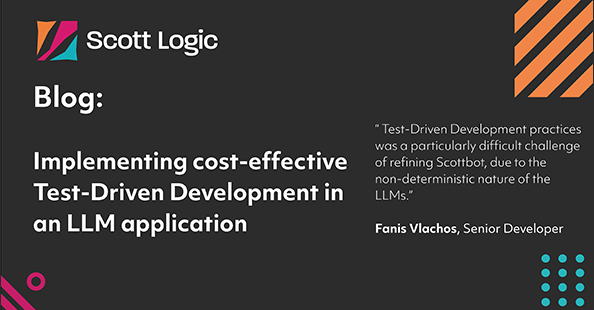 Scott Logic
Blog:
Implementing cost-effective
Test-Driven Development in
an LLM application
“ Test-Driven Development practices
was a particularly difficult challenge
of refining Scottbot, due to the
non-deterministic nature of the
LLMs.”
Fanis Vlachos, Senior Developer